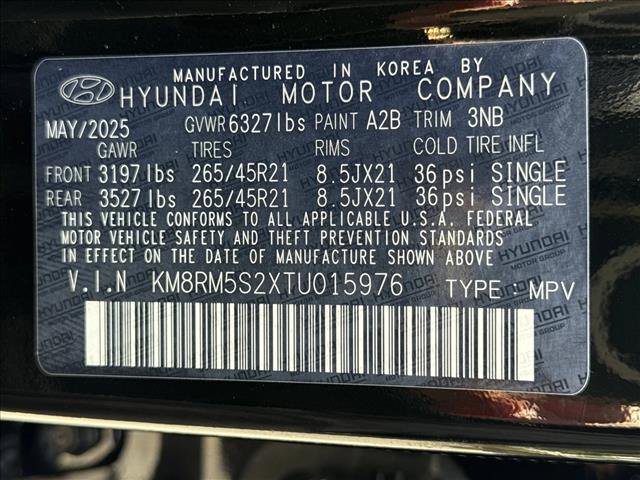 MANUFACTURED IN KOREA BY
HYUNDAI MOTOR COMPANY
MAY/2025 GVWR 6327lbs PAINT A2B TRIM 3NB
GAWR TIRES RIMS COLD TIRE INFL
FRONT 3197lbs 265/45R21 8.5JX21 36psi SINGLE
REAR 3527lbs 265/45R21 8.5JX21 36psi SINGLE
THIS VEHICLE CONFORMS TO ALL APPLICABLE U.S.A. FEDERAL
MOTOR VEHICLE SAFETY AND THEFT PREVENTION STANDARDS
IN EFFECT ON THE DATE OF MANUFACTURE SHOWN ABOVE.
V.I.N KM8RM5S2XTU015976 TYPE : MPV